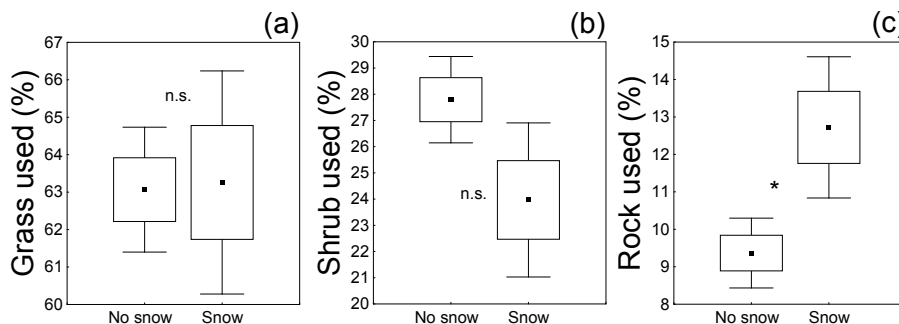 (a)
Grass used (%)
67
66
65
64
63
62
61
60
n.s.
No snow Snow
(b)
Shrub used (%)
30
29
28
27
26
25
24
23
22
21
20
n.s.
No snow Snow
(c)
Rock used (%)
15
14
13
12
11
10
9
8
*
No snow Snow